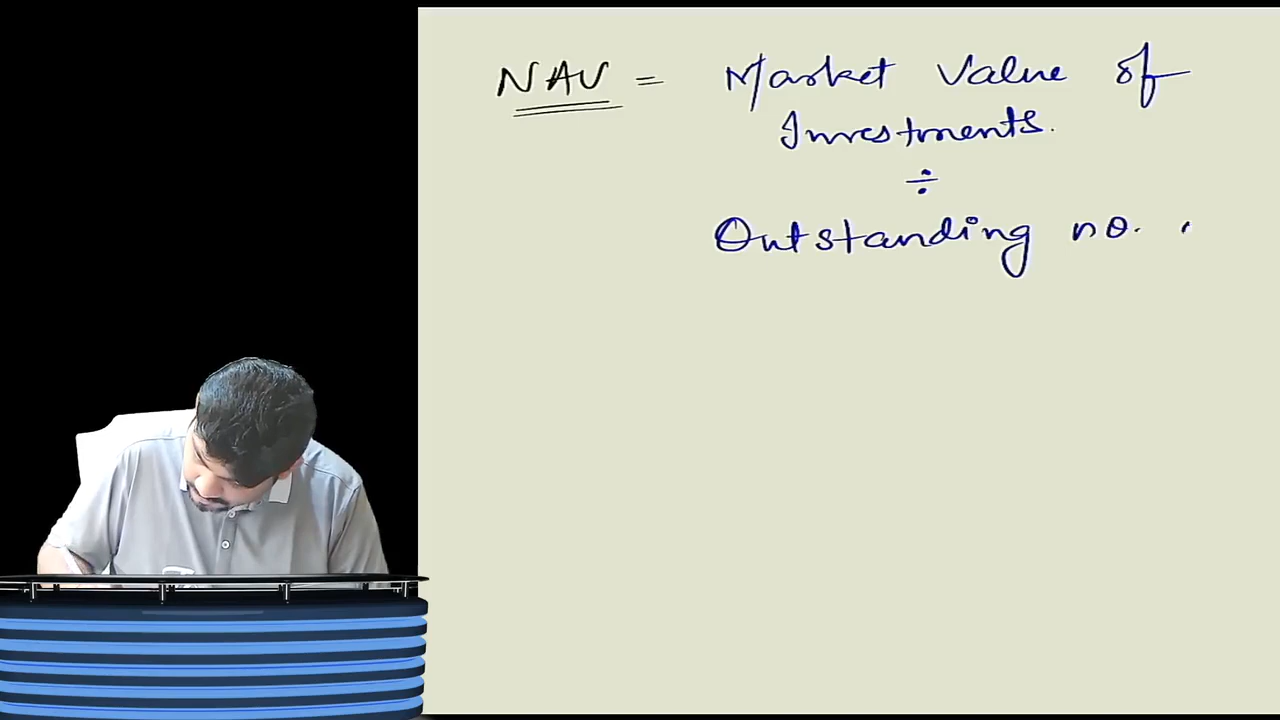 NAV = Market Value of
Investments.
÷
Outstanding no.